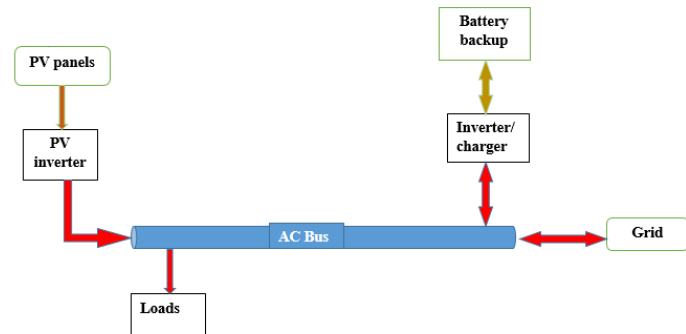 Battery
backup
PV panels
PV
inverter
Inverter/
charger
AC Bus
Grid
Loads